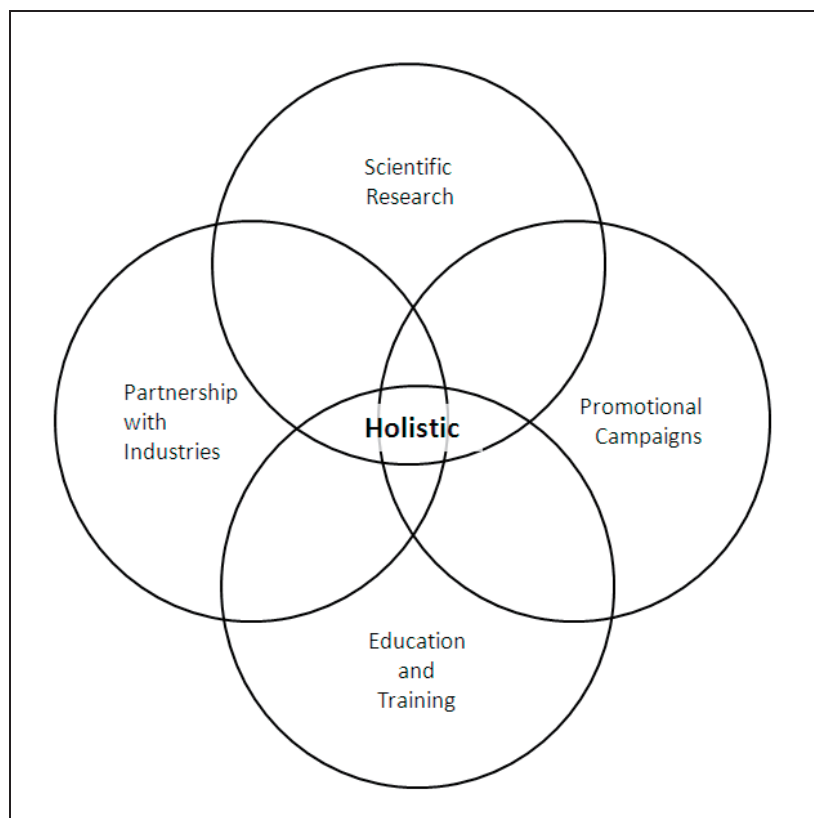 Scientific
Research
Partnership
with
Industries
Holistic
Promotional
Campaigns
Education
and
Training